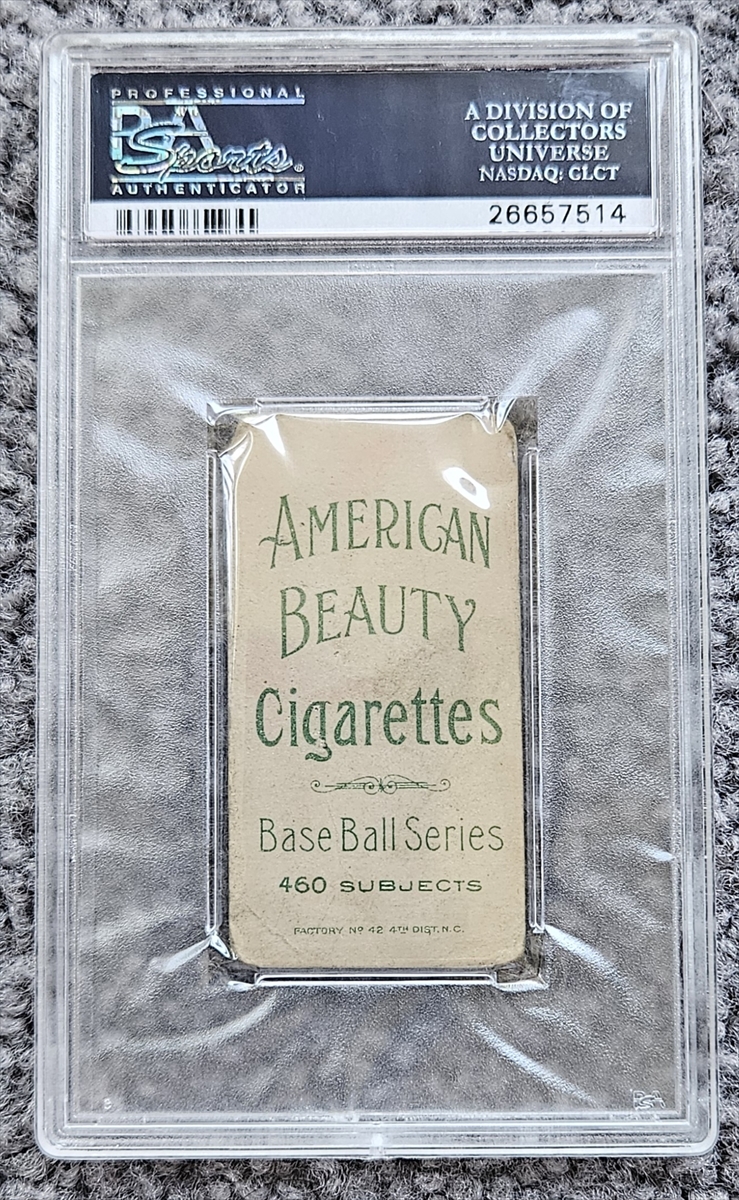 PROFESSIONAL
PSA
Sports®
AUTHENTICATOR
A DIVISION OF
COLLECTORS
UNIVERSE
NASDAQ: CLCT
26657514
AMERICAN
BEAUTY
Cigarettes
Base Ball Series
460 SUBJECTS
FACTORY Nº 42 4TH DIST. N.C.
PSA